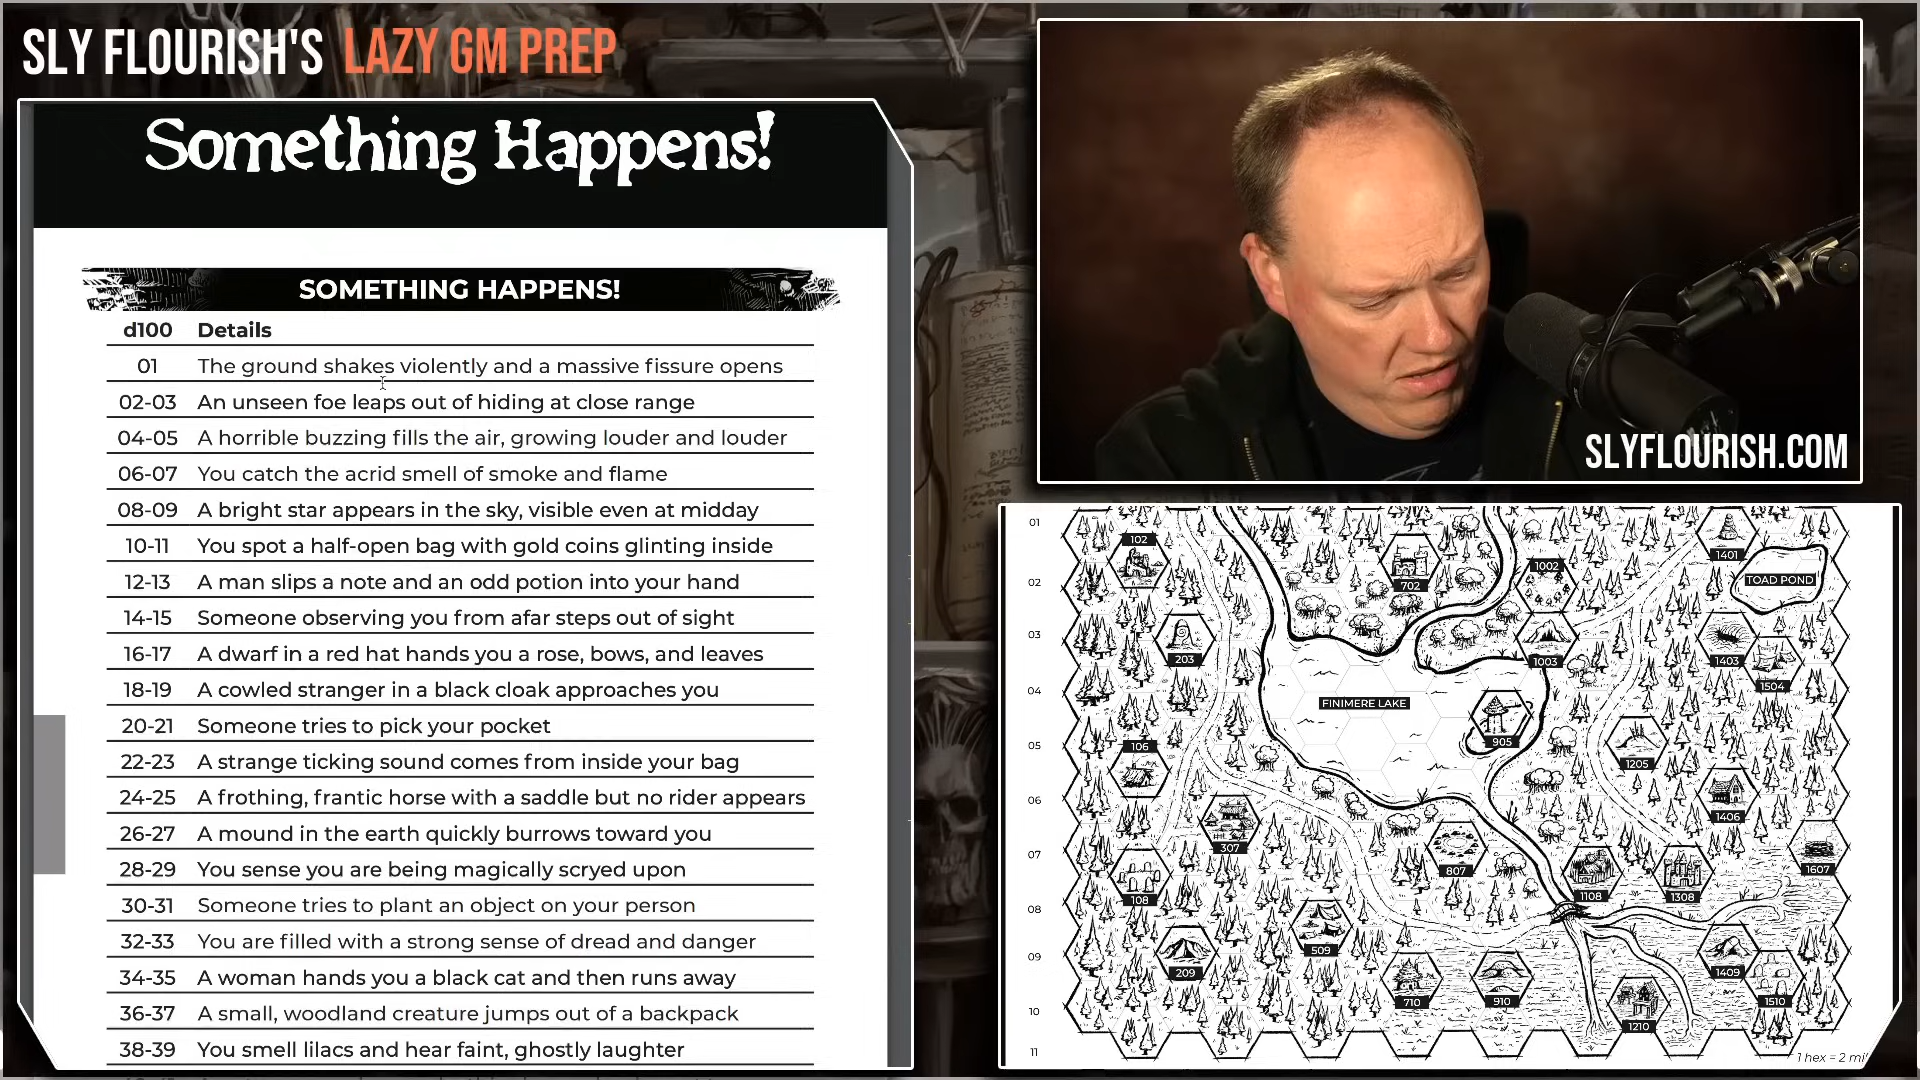 SLY FLOURISH'S LAZY GM PREP
Something Happens!
SOMETHING HAPPENS!
d100 Details
01 The ground shakes violently and a massive fissure opens
02-03 An unseen foe leaps out of hiding at close range
04-05 A horrible buzzing fills the air, growing louder and louder
06-07 You catch the acrid smell of smoke and flame
08-09 A bright star appears in the sky, visible even at midday
10-11 You spot a half-open bag with gold coins glinting inside
12-13 A man slips a note and an odd potion into your hand
14-15 Someone observing you from afar steps out of sight
16-17 A dwarf in a red hat hands you a rose, bows, and leaves
18-19 A cowled stranger in a black cloak approaches you
20-21 Someone tries to pick your pocket
22-23 A strange ticking sound comes from inside your bag
24-25 A frothing, frantic horse with a saddle but no rider appears
26-27 A mound in the earth quickly burrows toward you
28-29 You sense you are being magically scryed upon
30-31 Someone tries to plant an object on your person
32-33 You are filled with a strong sense of dread and danger
34-35 A woman hands you a black cat and then runs away
36-37 A small, woodland creature jumps out of a backpack
38-39 You smell lilacs and hear faint, ghostly laughter
SLYFLOURISH.COM
01
102
1401
02
702
1002
TOAD POND
03
203
1003
1403
1504
04
FINIMERE LAKE
905
05
106
1205
06
307
1406
07
807
1607
108
1108
1308
08
509
09
209
710
910
1409
1510
10
1210
11
1 hex = 2 mi